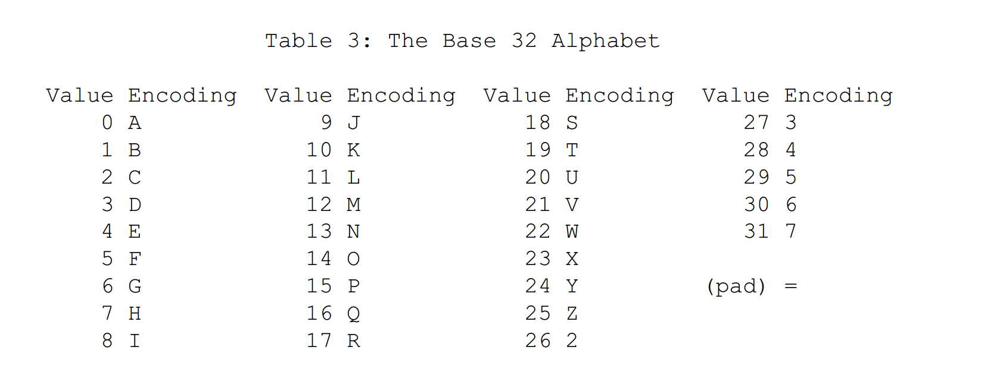 Table 3: The Base 32 Alphabet
Value Encoding Value Encoding Value Encoding Value Encoding
0 A 9 J 18 S 27 3
1 B 10 K 19 T 28 4
2 C 11 L 20 U 29 5
3 D 12 M 21 V 30 6
4 E 13 N 22 W 31 7
5 F 14 O 23 X
6 G 15 P 24 Y (pad) =
7 H 16 Q 25 Z
8 I 17 R 26 2